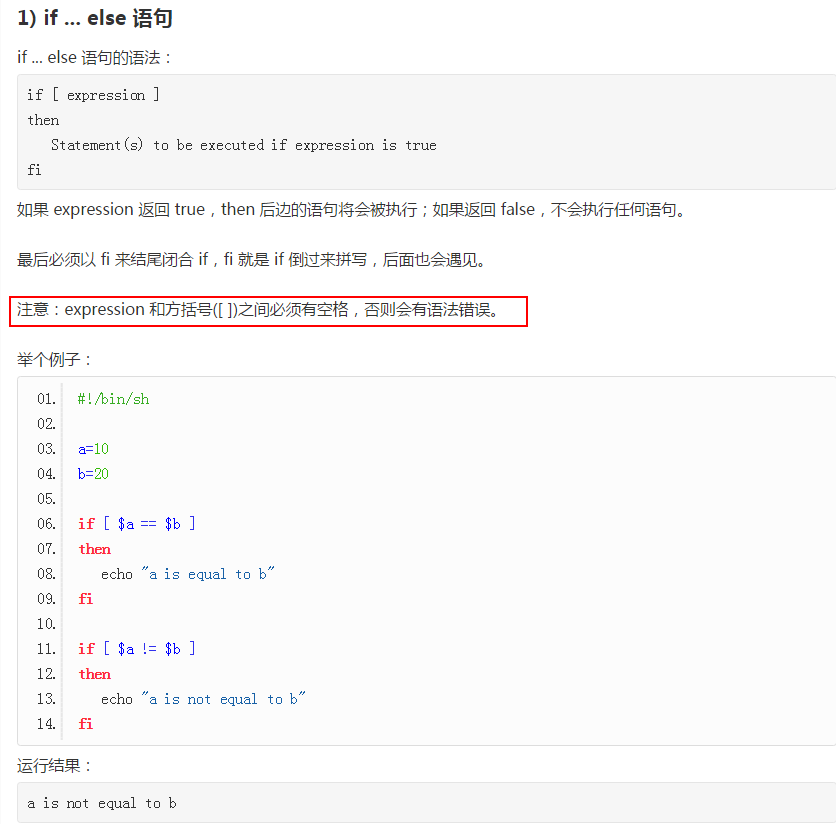 1) if ... else 语句
if ... else 语句的语法：
if [ expression ]
then
   Statement(s) to be executed if expression is true
fi
如果 expression 返回 true，then 后边的语句将会被执行；如果返回 false，不会执行任何语句。
最后必须以 fi 来结尾闭合 if，fi 就是 if 倒过来拼写，后面也会遇见。
注意：expression 和方括号([ ])之间必须有空格，否则会有语法错误。
举个例子：
01. #!/bin/sh
02.
03. a=10
04. b=20
05.
06. if [ $a == $b ]
07. then
08.    echo "a is equal to b"
09. fi
10.
11. if [ $a != $b ]
12. then
13.    echo "a is not equal to b"
14. fi
运行结果：
a is not equal to b